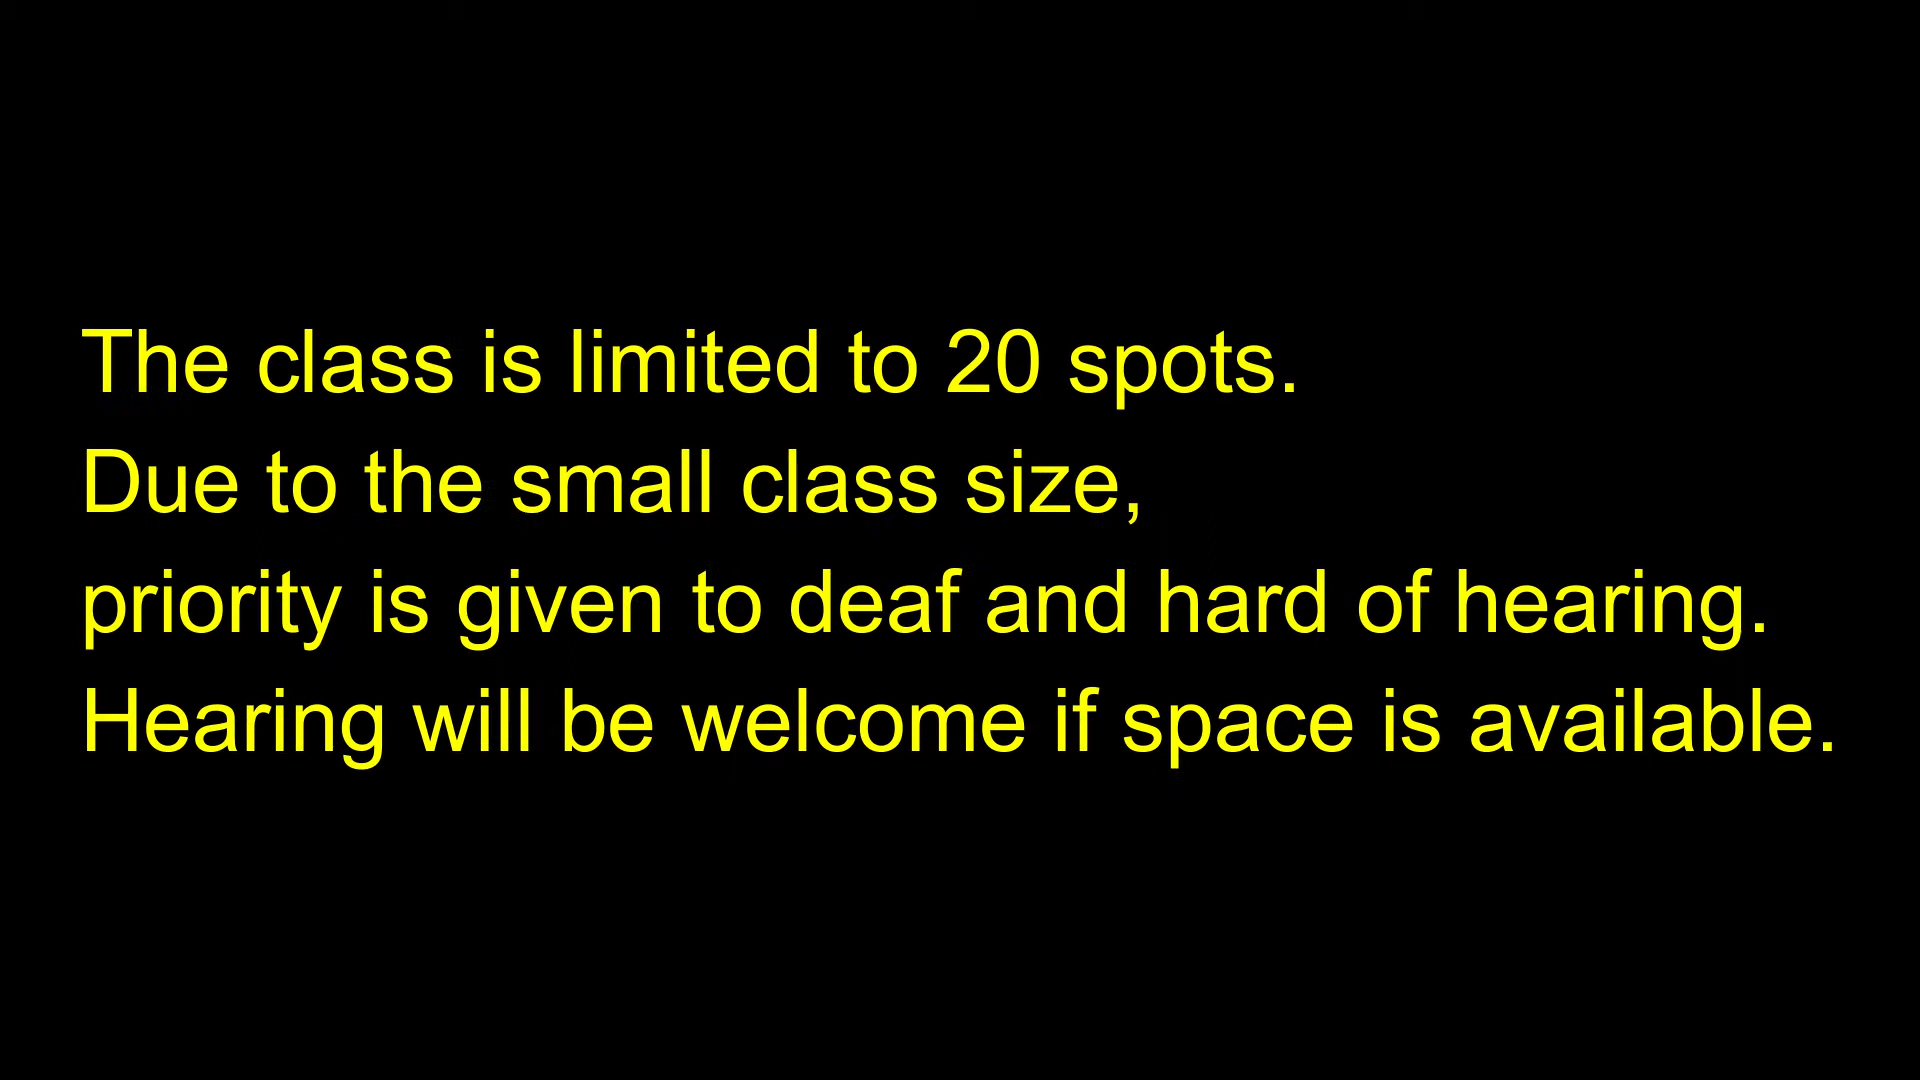 The class is limited to 20 spots.
Due to the small class size,
priority is given to deaf and hard of hearing.
Hearing will be welcome if space is available.